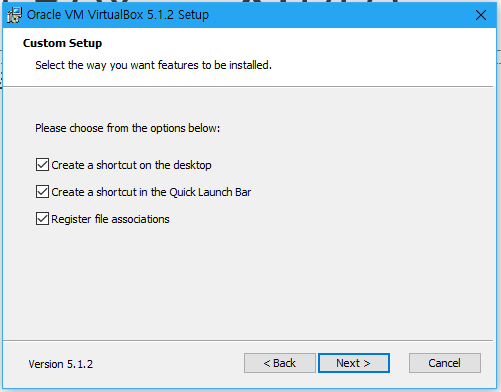 Oracle VM VirtualBox 5.1.2 Setup
Custom Setup
Select the way you want features to be installed.
Please choose from the options below:
Create a shortcut on the desktop
Create a shortcut in the Quick Launch Bar
Register file associations
Version 5.1.2
< Back
Next >
Cancel